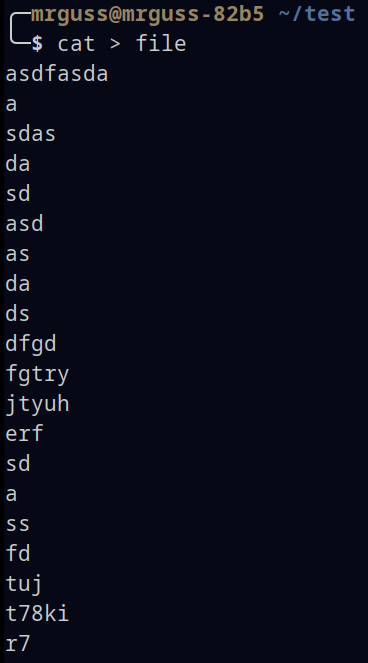 mrguss@mrguss-82b5 ~/test
$ cat > file
asdfasda
a
sdas
da
sd
asd
as
da
ds
dfgd
fgtry
jtyuh
erf
sd
a
ss
fd
tuj
t78ki
r7